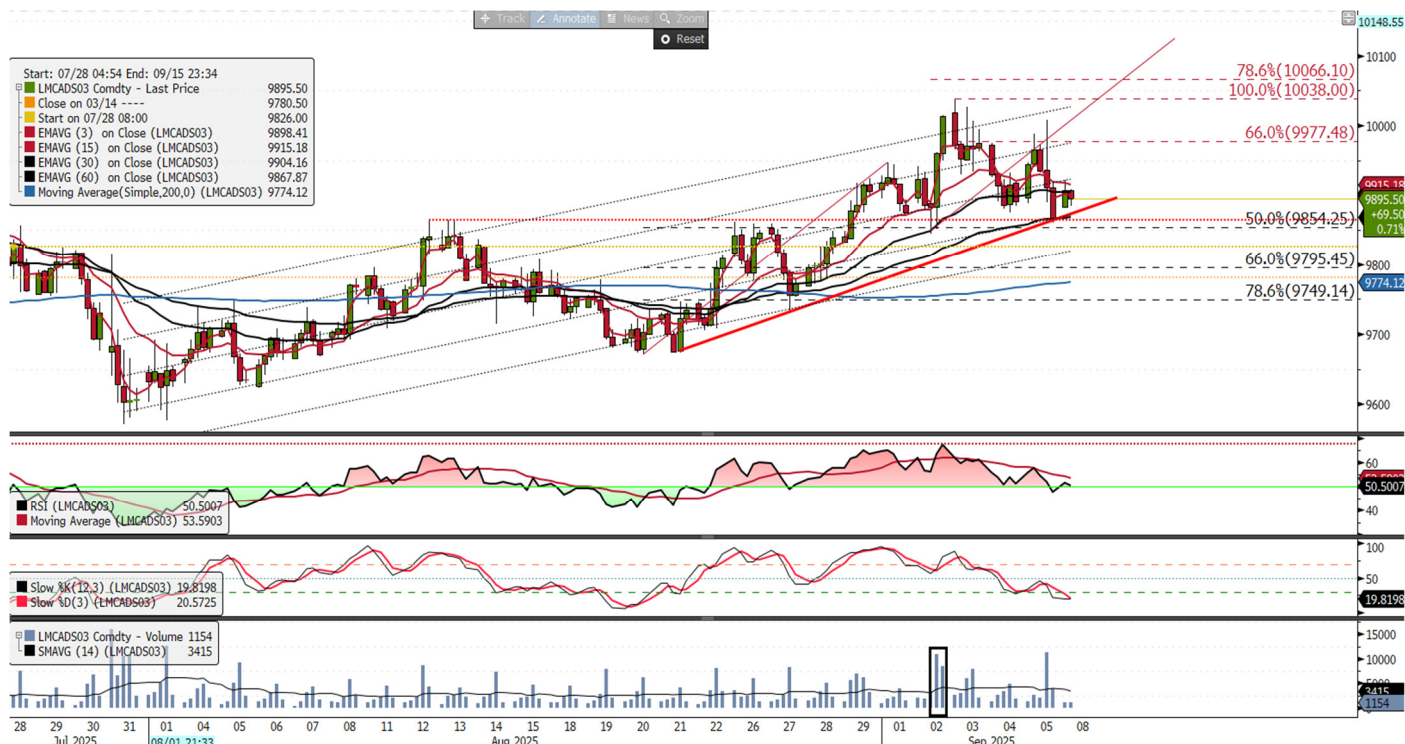 Track Annotate News Zoom
Reset
10148.55
Start: 07/28 04:54 End: 09/15 23:34
LMCADS03 Comdty - Last Price 9895.50
Close on 03/14 ---- 9780.50
Start on 07/28 08:00 9826.00
EMAVG (3) on Close (LMCADS03) 9898.41
EMAVG (15) on Close (LMCADS03) 9915.18
EMAVG (30) on Close (LMCADS03) 9904.16
EMAVG (60) on Close (LMCADS03) 9867.87
Moving Average(Simple,200,0) (LMCADS03) 9774.12
10100
78.6%(10066.10)
100.0%(10038.00)
10000
66.0%(9977.48)
9915.18
9895.50
+69.50
0.71%
50.0%(9854.25)
9800
66.0%(9795.45)
9774.12
78.6%(9749.14)
9700
9600
60
50.5007
40
RSI (LMCADS03) 50.5007
Moving Average (LMCADS03) 53.5903
100
50
19.8198
Slow %K(12,3) (LMCADS03) 19.8198
Slow %D(3) (LMCADS03) 20.5725
LMCADS03 Comdty - Volume 1154
SMAVG (14) (LMCADS03) 3415
15000
10000
3415
1154
28 29 30 31 01 04 05 06 07 08 11 12 13 14 15 18 19 20 21 22 26 27 28 29 01 02 03 04 05 08
Jul 2025 08/01 21:33 Aug 2025 Sep 2025